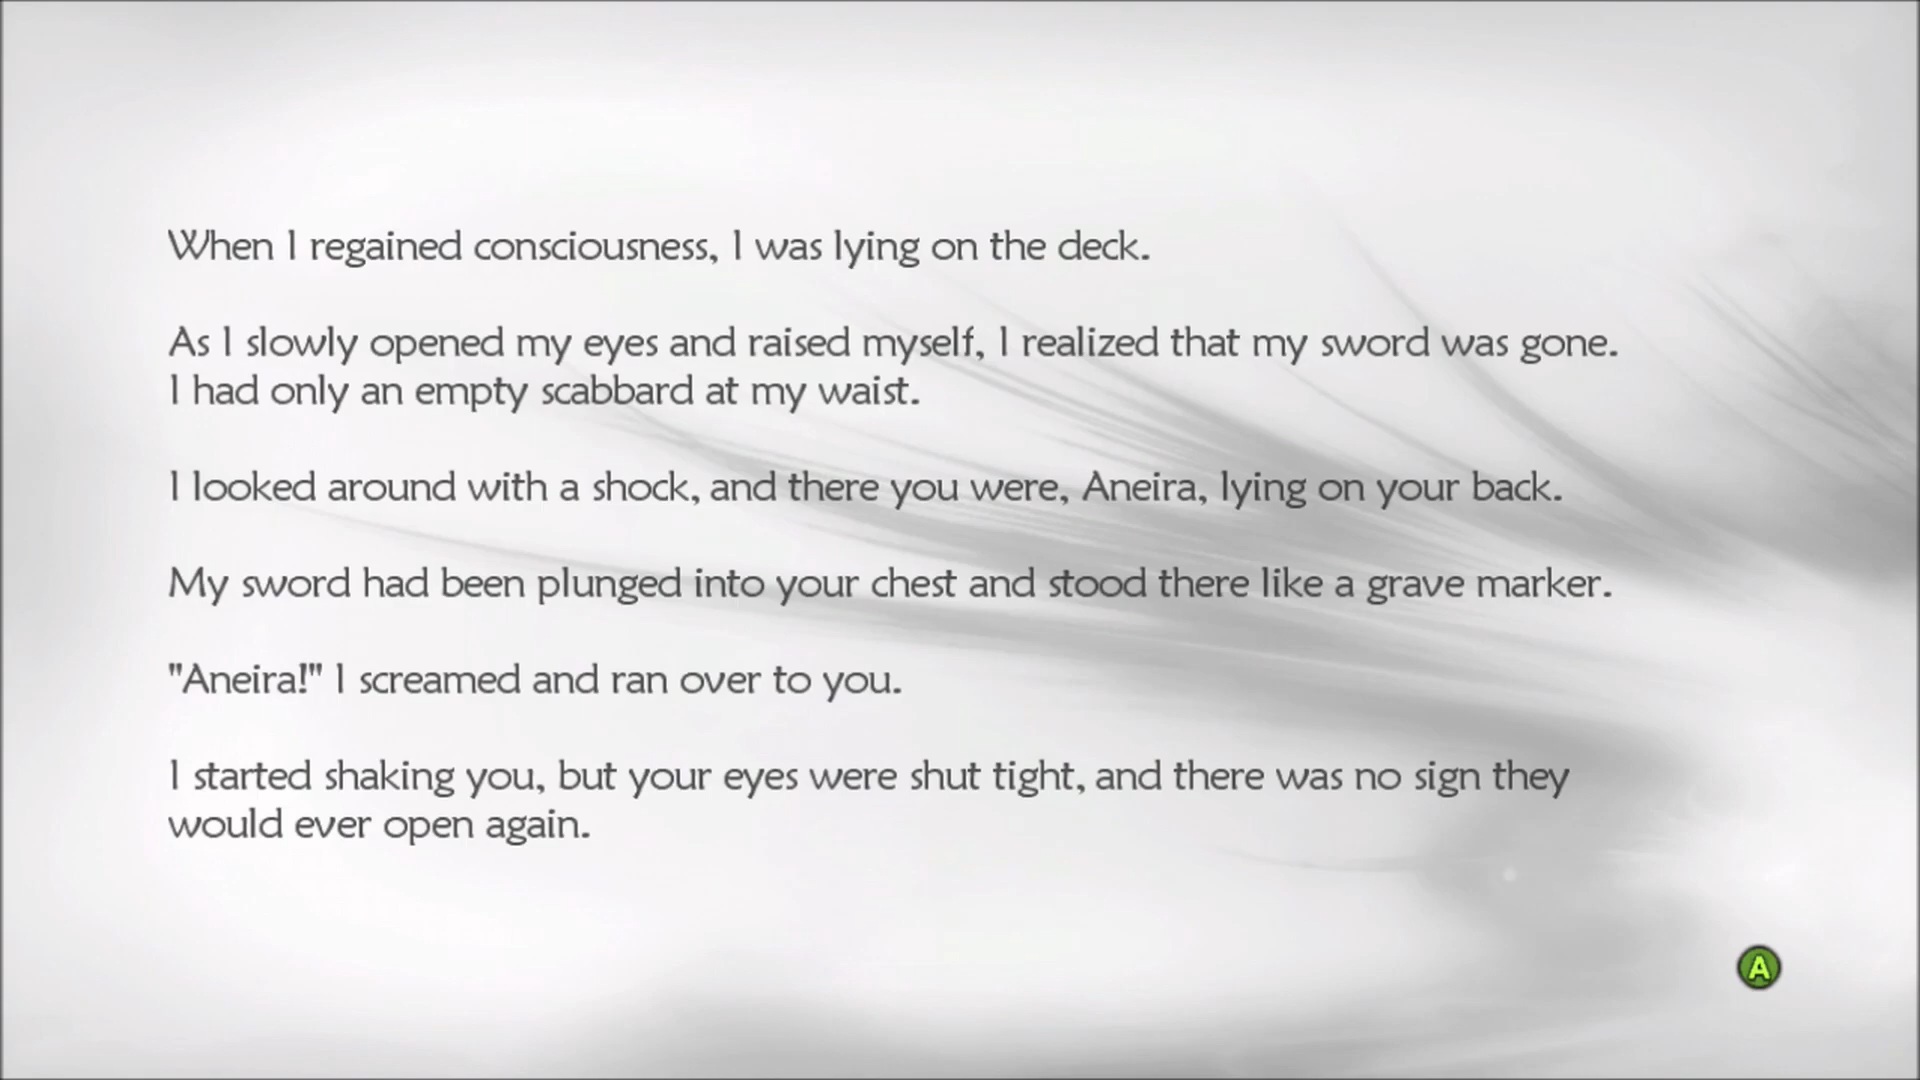 When I regained consciousness, I was lying on the deck.
As I slowly opened my eyes and raised myself, I realized that my sword was gone.
I had only an empty scabbard at my waist.
I looked around with a shock, and there you were, Aneira, lying on your back.
My sword had been plunged into your chest and stood there like a grave marker.
"Aneira!" I screamed and ran over to you.
I started shaking you, but your eyes were shut tight, and there was no sign they
would ever open again.
A